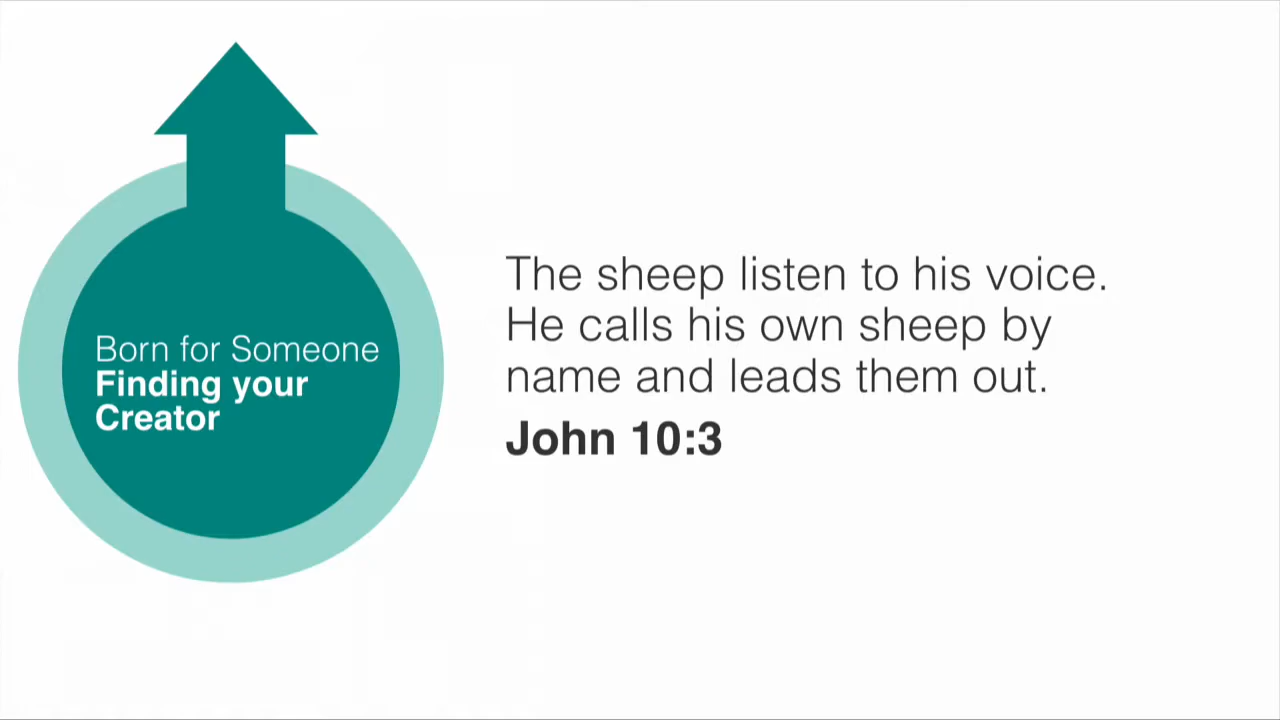 Born for Someone
Finding your
Creator
The sheep listen to his voice.
He calls his own sheep by
name and leads them out.
John 10:3